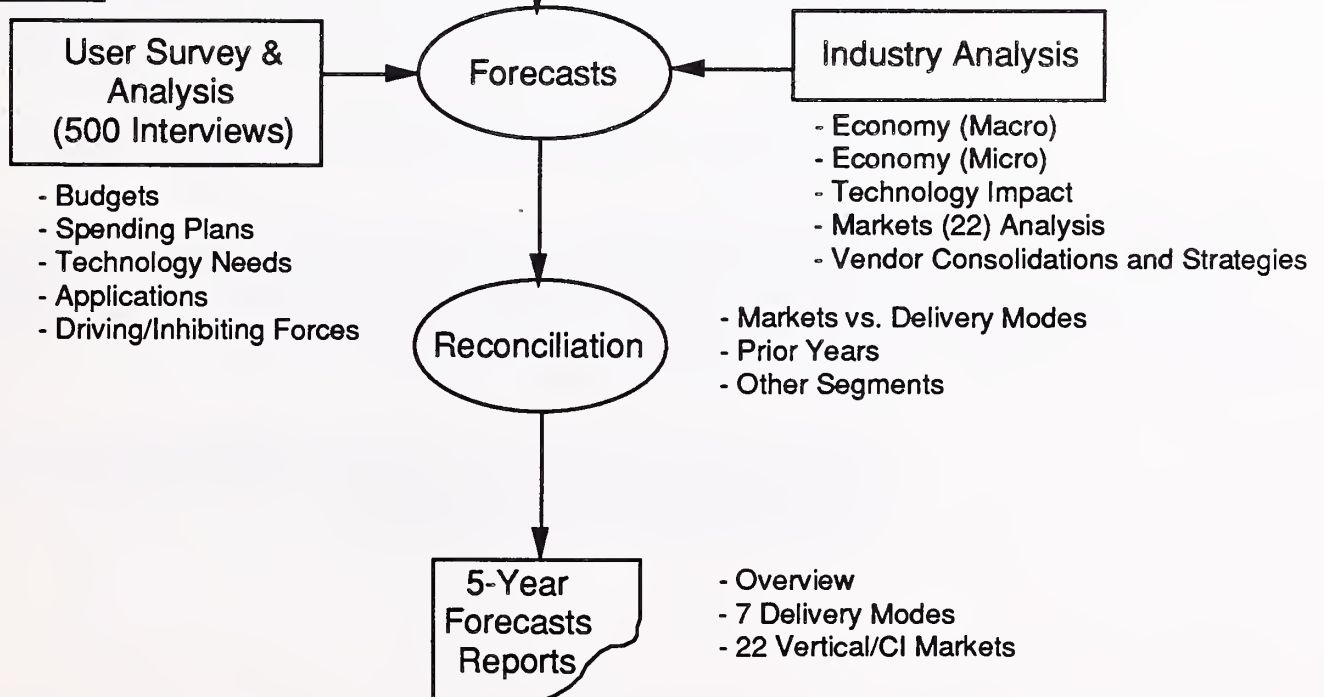 User Survey &
Analysis
(500 Interviews)
Forecasts
Industry Analysis
- Budgets
- Spending Plans
- Technology Needs
- Applications
- Driving/Inhibiting Forces
- Economy (Macro)
- Economy (Micro)
- Technology Impact
- Markets (22) Analysis
- Vendor Consolidations and Strategies
Reconciliation
- Markets vs. Delivery Modes
- Prior Years
- Other Segments
5-Year
Forecasts
Reports
- Overview
- 7 Delivery Modes
- 22 Vertical/CI Markets